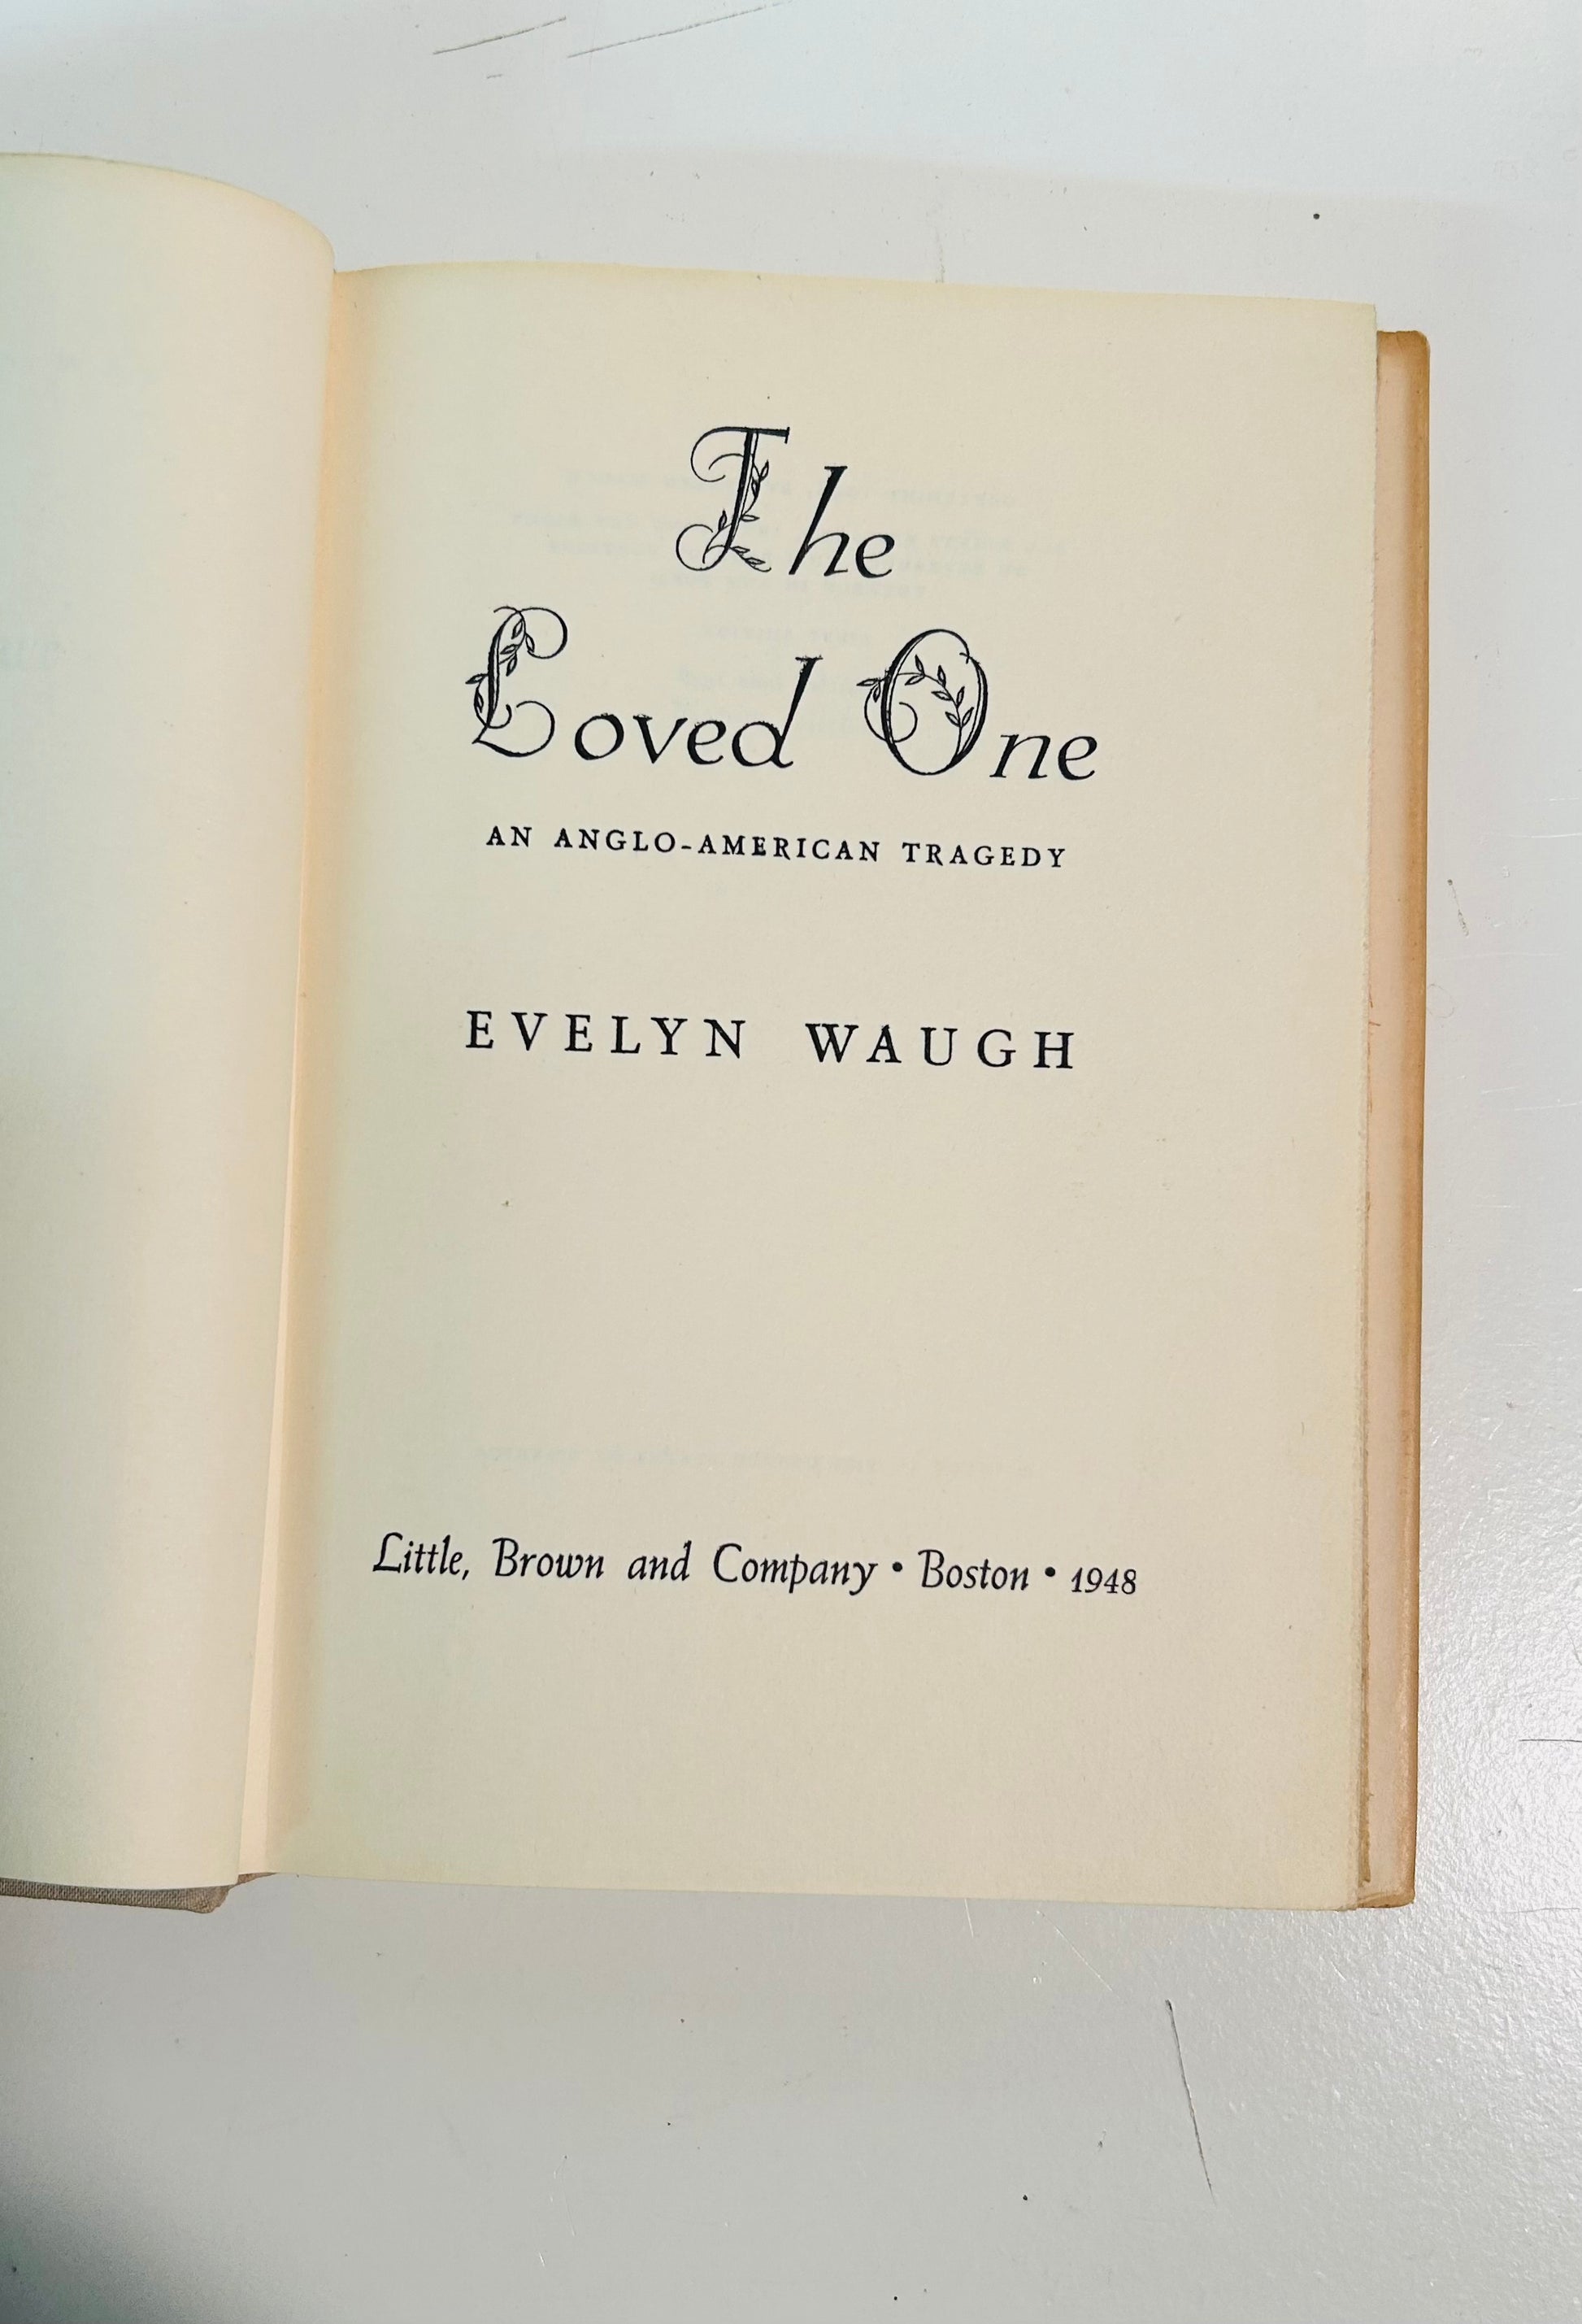 The
Loved One
AN ANGLO-AMERICAN TRAGEDY
EVELYN WAUGH
Little, Brown and Company • Boston • 1948